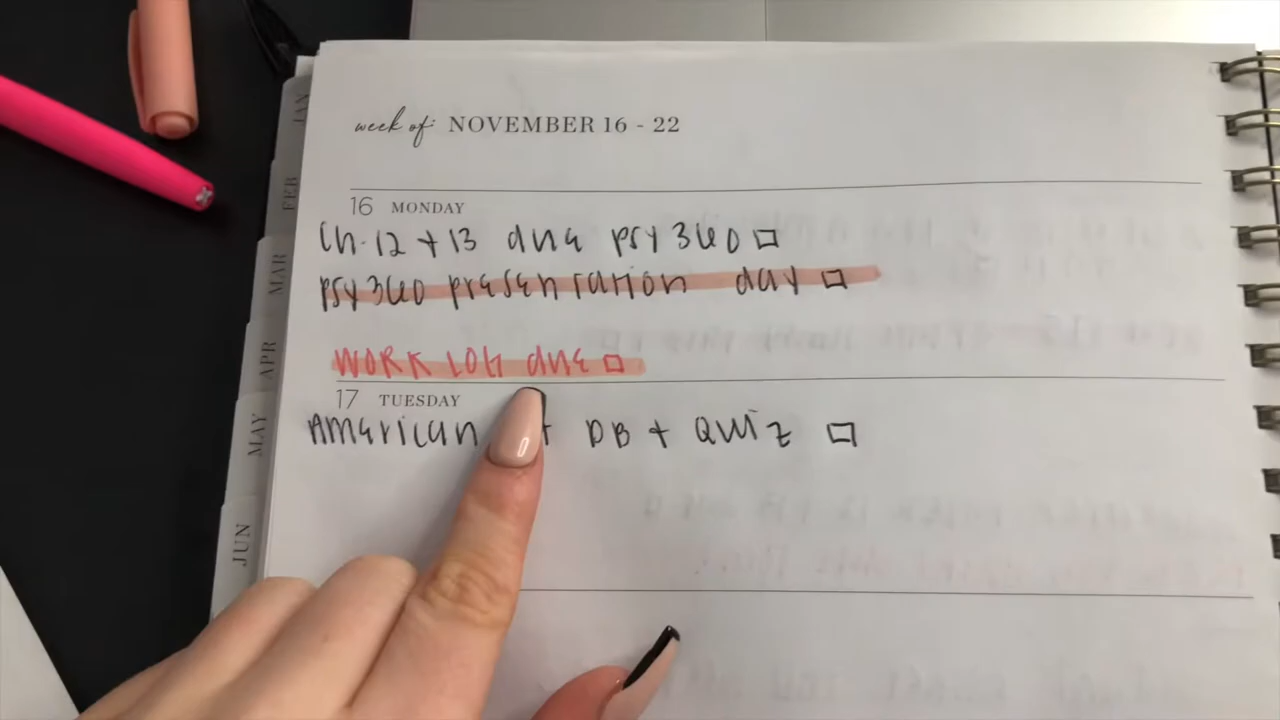 week of: NOVEMBER 16 - 22
16 MONDAY
Ch. 12 + 13 due psy 360
psy 360 presentation day
WORK LOG due
17 TUESDAY
American DB + Quiz
JAN
FEB
MAR
APR
MAY
JUN